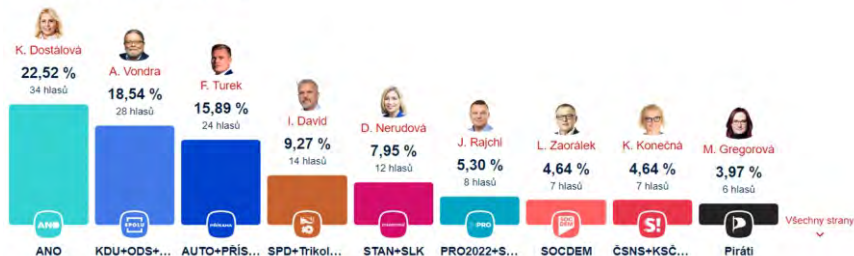 K. Dostálová
22,52 %
34 hlasů
ANO
ANO
A. Vondra
18,54 %
28 hlasů
SPOLU
KDU+ODS+...
F. Turek
15,89 %
24 hlasů
PŘÍSAHA
AUTO+PŘÍS...
I. David
9,27 %
14 hlasů
SPD+Trikol...
D. Nerudová
7,95 %
12 hlasů
STAN+SLK
J. Rajchl
5,30 %
8 hlasů
PRO
PRO2022+S...
L. Zaorálek
4,64 %
7 hlasů
SOC
DEM
SOCDEM
K. Konečná
4,64 %
7 hlasů
S!
ČSNS+KSČ...
M. Gregorová
3,97 %
6 hlasů
Piráti
Všechny strany